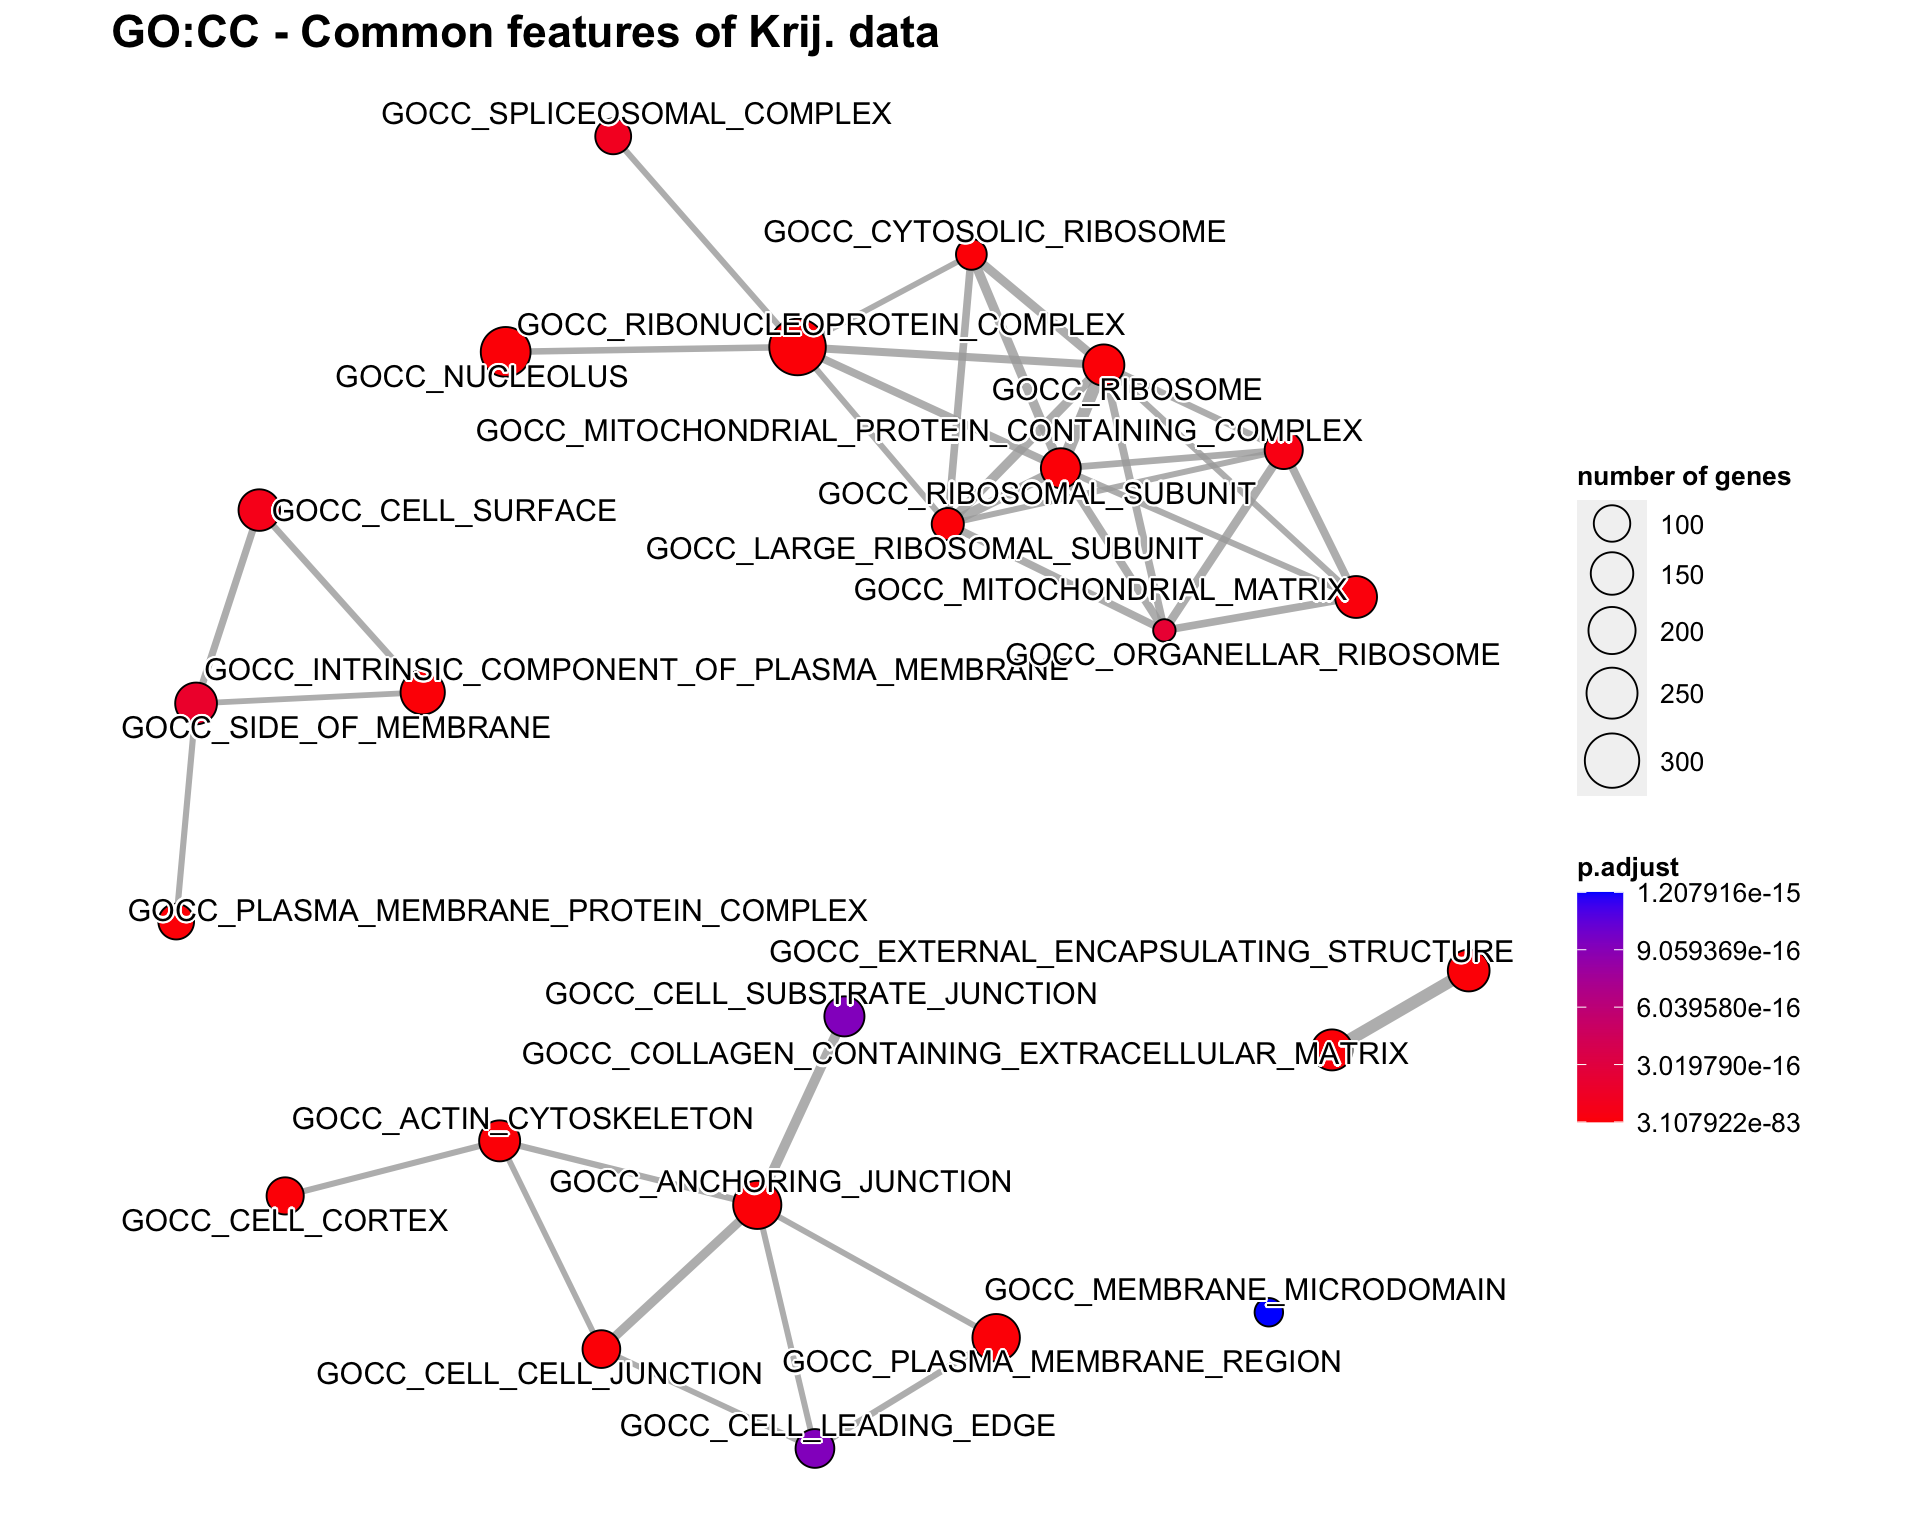 GO:CC - Common features of Krij. data
GOCC_SPLICEOSOMAL_COMPLEX
GOCC_CYTOSOLIC_RIBOSOME
GOCC_RIBONUCLEOPROTEIN_COMPLEX
GOCC_NUCLEOLUS
GOCC_RIBOSOME
GOCC_MITOCHONDRIAL_PROTEIN_CONTAINING_COMPLEX
GOCC_RIBOSOMAL_SUBUNIT
GOCC_CELL_SURFACE
GOCC_LARGE_RIBOSOMAL_SUBUNIT
GOCC_MITOCHONDRIAL_MATRIX
GOCC_ORGANELLAR_RIBOSOME
GOCC_INTRINSIC_COMPONENT_OF_PLASMA_MEMBRANE
GOCC_SIDE_OF_MEMBRANE
GOCC_PLASMA_MEMBRANE_PROTEIN_COMPLEX
GOCC_EXTERNAL_ENCAPSULATING_STRUCTURE
GOCC_CELL_SUBSTRATE_JUNCTION
GOCC_COLLAGEN_CONTAINING_EXTRACELLULAR_MATRIX
GOCC_ACTIN_CYTOSKELETON
GOCC_ANCHORING_JUNCTION
GOCC_CELL_CORTEX
GOCC_MEMBRANE_MICRODOMAIN
GOCC_PLASMA_MEMBRANE_REGION
GOCC_CELL_CELL_JUNCTION
GOCC_CELL_LEADING_EDGE
number of genes
100
150
200
250
300
p.adjust
1.207916e-15
9.059369e-16
6.039580e-16
3.019790e-16
3.107922e-83